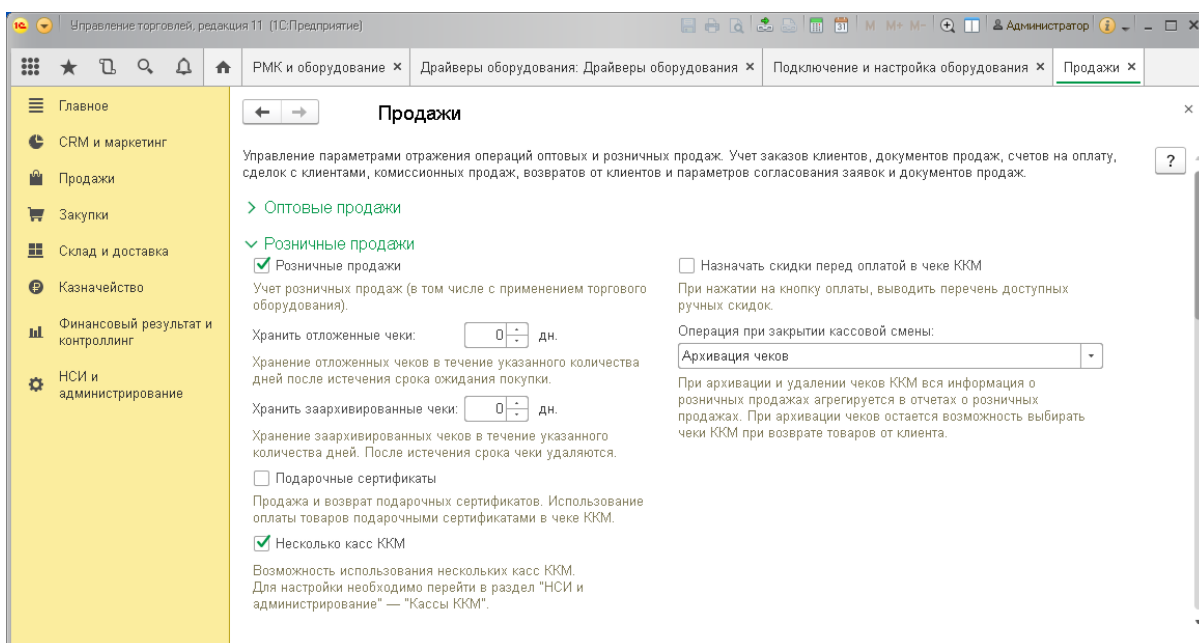 1С Управление торговлей, редакция 11 (1С:Предприятие) M M+ M- Администратор
РМК и оборудование × Драйверы оборудования: Драйверы оборудования × Подключение и настройка оборудования × Продажи ×
Главное
CRM и маркетинг
Продажи
Закупки
Склад и доставка
Казначейство
Финансовый результат и
контроллинг
НСИ и
администрирование
Продажи
Управление параметрами отражения операций оптовых и розничных продаж. Учет заказов клиентов, документов продаж, счетов на оплату,
сделок с клиентами, комиссионных продаж, возвратов от клиентов и параметров согласования заявок и документов продаж.
?
Оптовые продажи
Розничные продажи
Розничные продажи
Учет розничных продаж (в том числе с применением торгового
оборудования).
Хранить отложенные чеки: 0 дн.
Хранение отложенных чеков в течение указанного количества
дней после истечения срока ожидания покупки.
Хранить заархивированные чеки: 0 дн.
Хранение заархивированных чеков в течение указанного
количества дней. После истечения срока чеки удаляются.
Подарочные сертификаты
Продажа и возврат подарочных сертификатов. Использование
оплаты товаров подарочными сертификатами в чеке ККМ.
Несколько касс ККМ
Возможность использования нескольких касс ККМ.
Для настройки необходимо перейти в раздел "НСИ и
администрирование" — "Кассы ККМ".
Назначать скидки перед оплатой в чеке ККМ
При нажатии на кнопку оплаты, выводить перечень доступных
ручных скидок.
Операция при закрытии кассовой смены:
Архивация чеков
При архивации и удалении чеков ККМ вся информация о
розничных продажах агрегируется в отчетах о розничных
продажах. При архивации чеков остается возможность выбирать
чеки ККМ при возврате товаров от клиента.